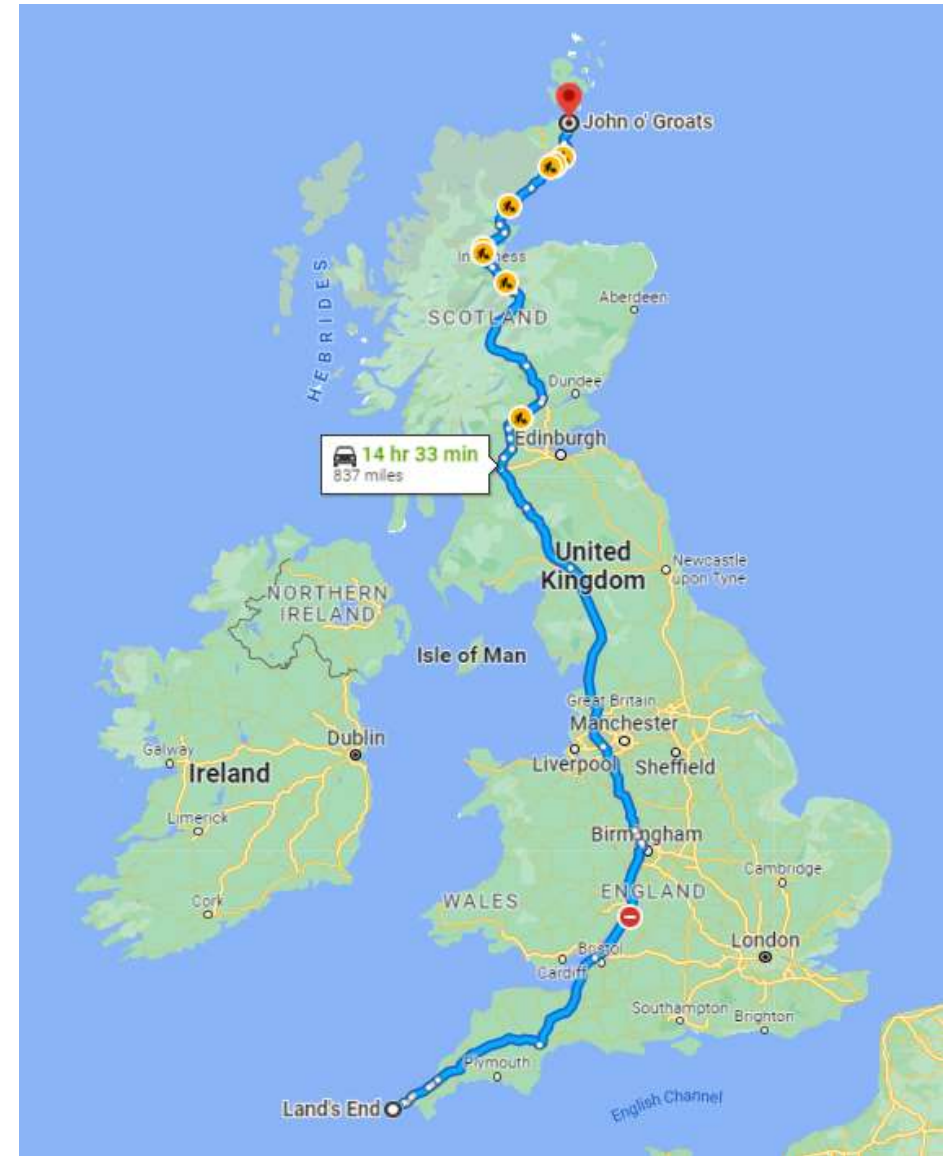 John o' Groats
In ness
Aberdeen
SCOTLAND
HEBRIDES
Dundee
Edinburgh
14 hr 33 min
837 miles
United
Kingdom
Newcastle
upon Tyne
NORTHERN
IRELAND
Isle of Man
Great Britain
Manchester
Dublin
Galway
Liverpool
Sheffield
Ireland
Limerick
Birmingham
Cambridge
ENGLAND
WALES
Cork
London
Bristol
Cardiff
Southampton
Brighton
Plymouth
Land's End
English Channel